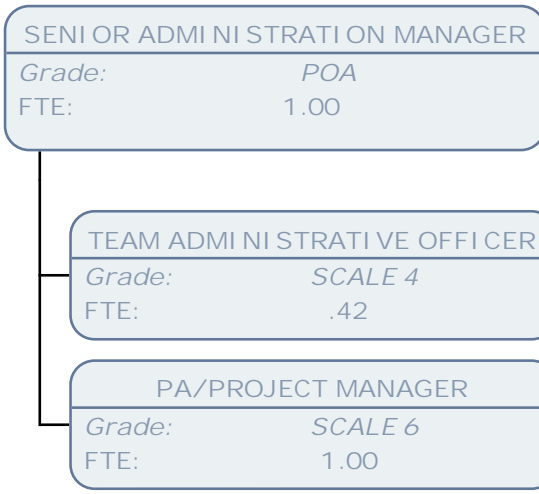 SENIOR ADMINISTRATION MANAGER
Grade: POA
FTE: 1.00
TEAM ADMINISTRATIVE OFFICER
Grade: SCALE 4
FTE: .42
PA/PROJECT MANAGER
Grade: SCALE 6
FTE: 1.00